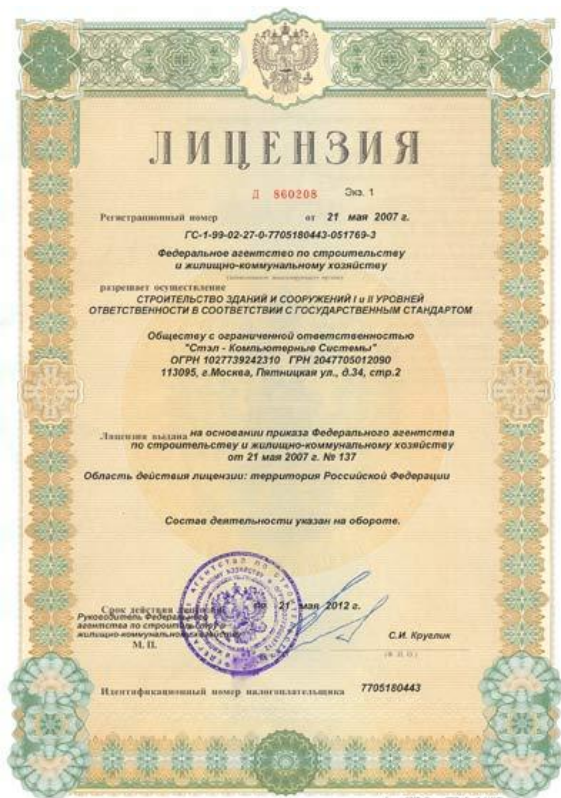 ЛИЦЕНЗИЯ
Д 860208 Экз. 1
Регистрационный номер от 21 мая 2007 г.
ГС-1-99-02-27-0-7705180443-051769-3
Федеральное агентство по строительству
и жилищно-коммунальному хозяйству
разрешает осуществление
СТРОИТЕЛЬСТВО ЗДАНИЙ И СООРУЖЕНИЙ I и II УРОВНЕЙ
ОТВЕТСТВЕННОСТИ В СООТВЕТСТВИИ С ГОСУДАРСТВЕННЫМ СТАНДАРТОМ
Обществу с ограниченной ответственностью
"Стэл - Компьютерные Системы"
ОГРН 1027739242310 ГРН 2047705012090
113095, г.Москва, Пятницкая ул., д.34, стр.2
Лицензия выдана на основании приказа Федерального агентства
по строительству и жилищно-коммунальному хозяйству
от 21 мая 2007 г. № 137
Область действия лицензии: территория Российской Федерации
Состав деятельности указан на обороте.
Срок действия лицензии по 21 мая 2012 г.
Руководитель Федерального
агентства по строительству и
жилищно-коммунальному хозяйству
С.И. Круглик
М. П.
(Ф. И. О.)
Идентификационный номер налогоплательщика 7705180443